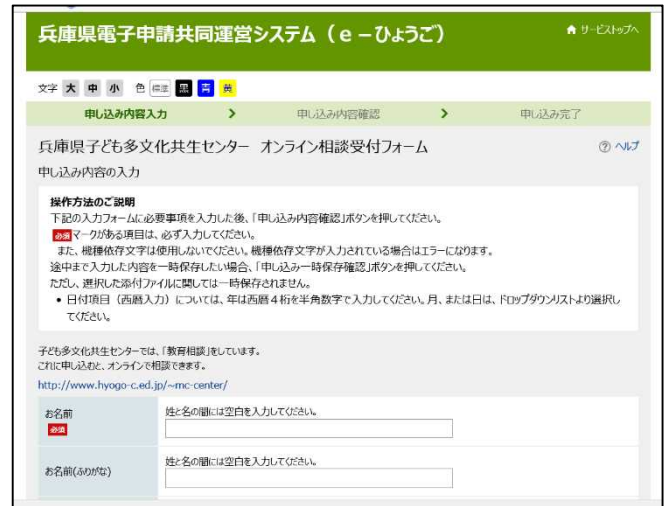 兵庫県電子申請共同運営システム（e－ひょうご）
サービストップへ
文字 大 中 小 色 標準 黒 青 黄
申し込み内容入力 > 申し込み内容確認 > 申し込み完了
兵庫県子ども多文化共生センター オンライン相談受付フォーム
? ヘルプ
申し込み内容の入力
操作方法のご説明
下記の入力フォームに必要事項を入力した後、「申し込み内容確認」ボタンを押してください。
必須マークがある項目は、必ず入力してください。
また、機種依存文字は使用しないでください。機種依存文字が入力されている場合はエラーになります。
途中まで入力した内容を一時保存したい場合、「申し込み一時保存確認」ボタンを押してください。
ただし、選択した添付ファイルに関しては一時保存されません。
• 日付項目（西暦入力）については、年は西暦４桁を半角数字で入力してください。月、または日は、ドロップダウンリストより選択し
てください。
子ども多文化共生センターでは、「教育相談」をしています。
これに申し込むと、オンラインで相談できます。
http://www.hyogo-c.ed.jp/~mc-center/
お名前
必須
姓と名の間には空白を入力してください。
お名前(ふりがな)
姓と名の間には空白を入力してください。